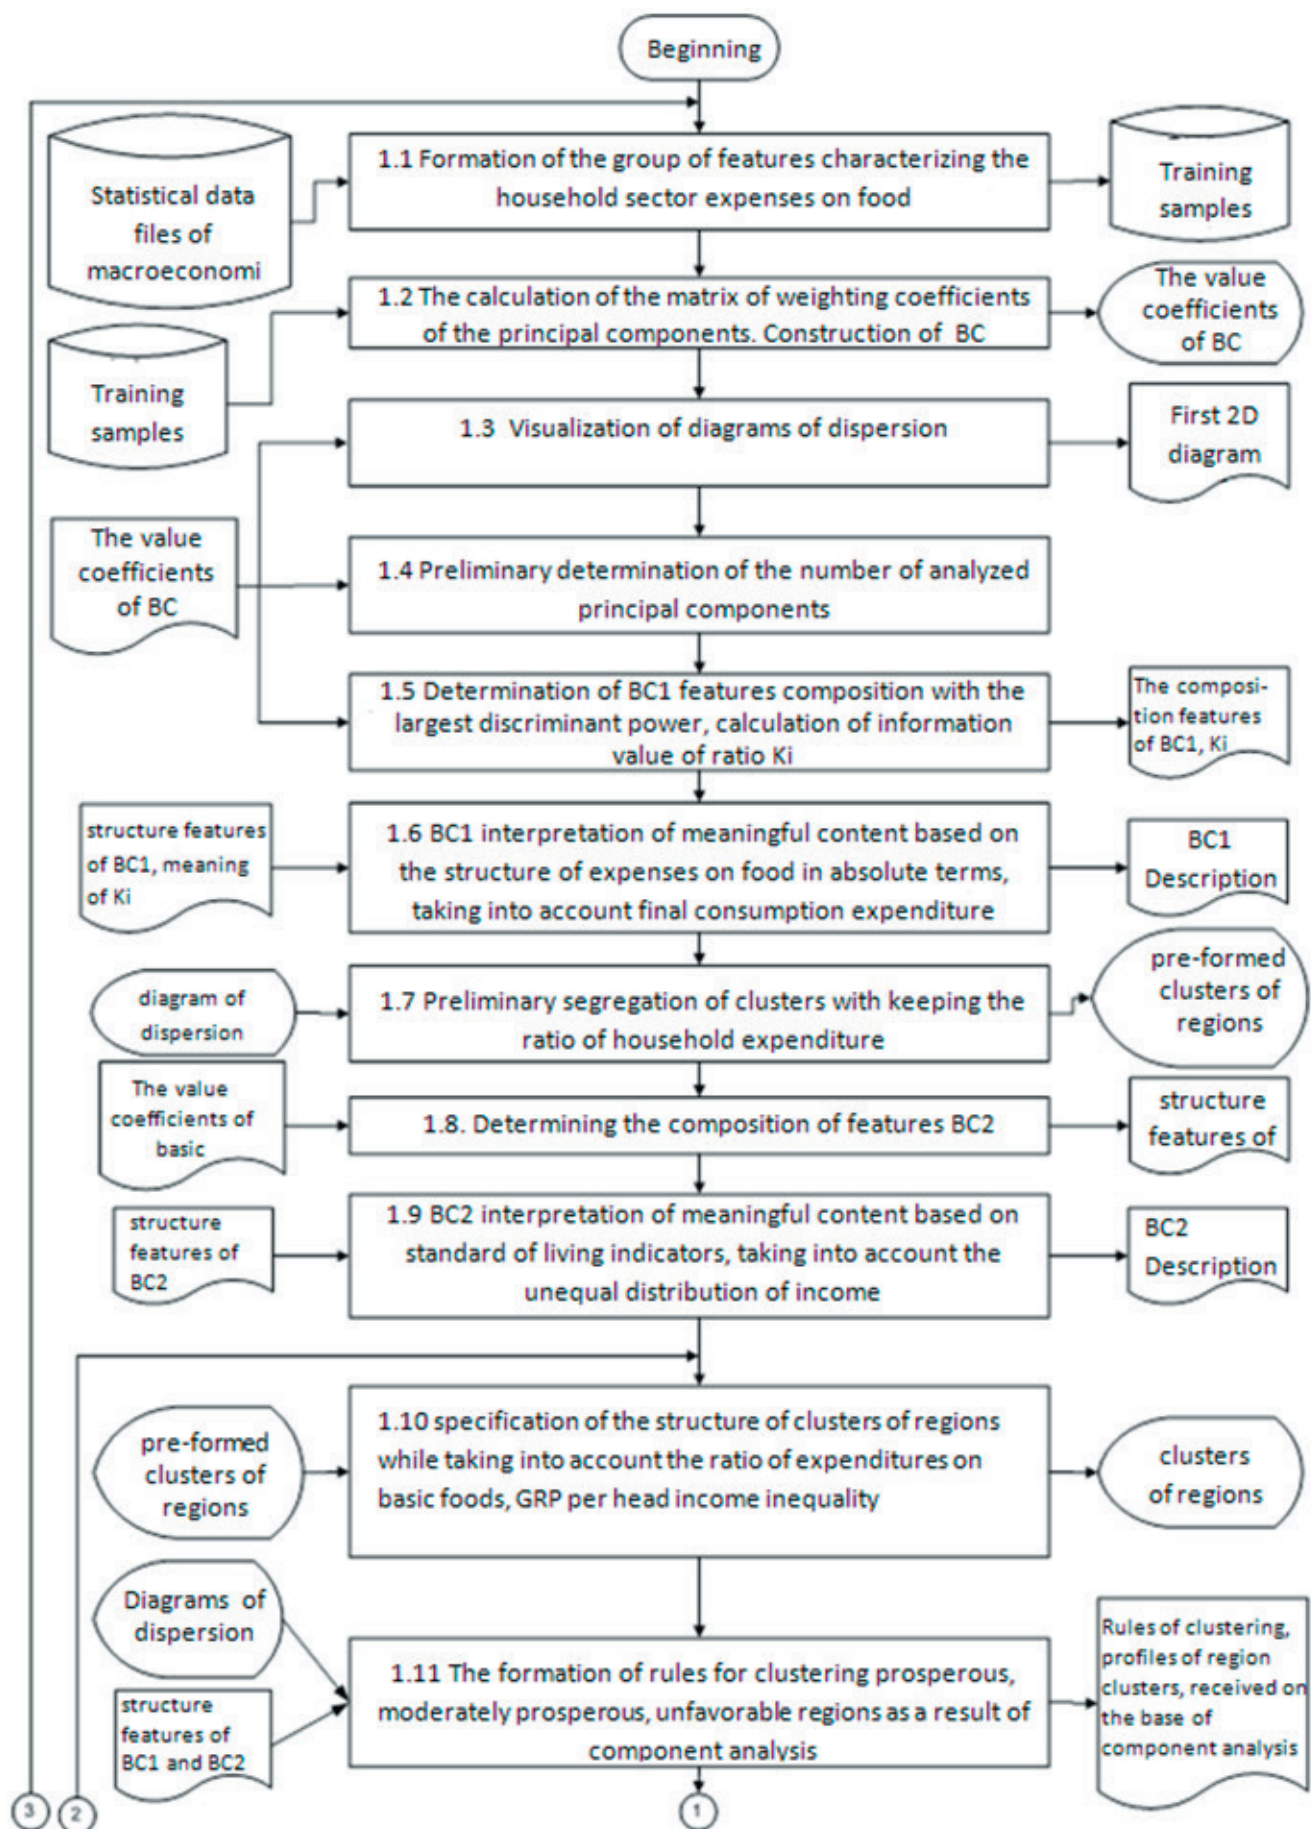 Beginning
Statistical data
files of
macroeconomi
1.1 Formation of the group of features characterizing the
household sector expenses on food
Training
samples
Training
samples
1.2 The calculation of the matrix of weighting coefficients
of the principal components. Construction of BC
The value
coefficients
of BC
1.3 Visualization of diagrams of dispersion
First 2D
diagram
The value
coefficients
of BC
1.4 Preliminary determination of the number of analyzed
principal components
1.5 Determination of BC1 features composition with the
largest discriminant power, calculation of information
value of ratio Ki
The composi-
tion features
of BC1, Ki
structure features
of BC1, meaning
of Ki
1.6 BC1 interpretation of meaningful content based on
the structure of expenses on food in absolute terms,
taking into account final consumption expenditure
BC1
Description
diagram of
dispersion
1.7 Preliminary segregation of clusters with keeping the
ratio of household expenditure
pre-formed
clusters of
regions
The value
coefficients of
basic
1.8. Determining the composition of features BC2
structure
features of
structure
features of
BC2
1.9 BC2 interpretation of meaningful content based on
standard of living indicators, taking into account the
unequal distribution of income
BC2
Description
pre-formed
clusters of
regions
1.10 specification of the structure of clusters of regions
while taking into account the ratio of expenditures on
basic foods, GRP per head income inequality
clusters
of regions
Diagrams of
dispersion
structure
features of
BC1 and BC2
1.11 The formation of rules for clustering prosperous,
moderately prosperous, unfavorable regions as a result of
component analysis
Rules of clustering,
profiles of region
clusters, received on
the base of
component analysis
3
2
1